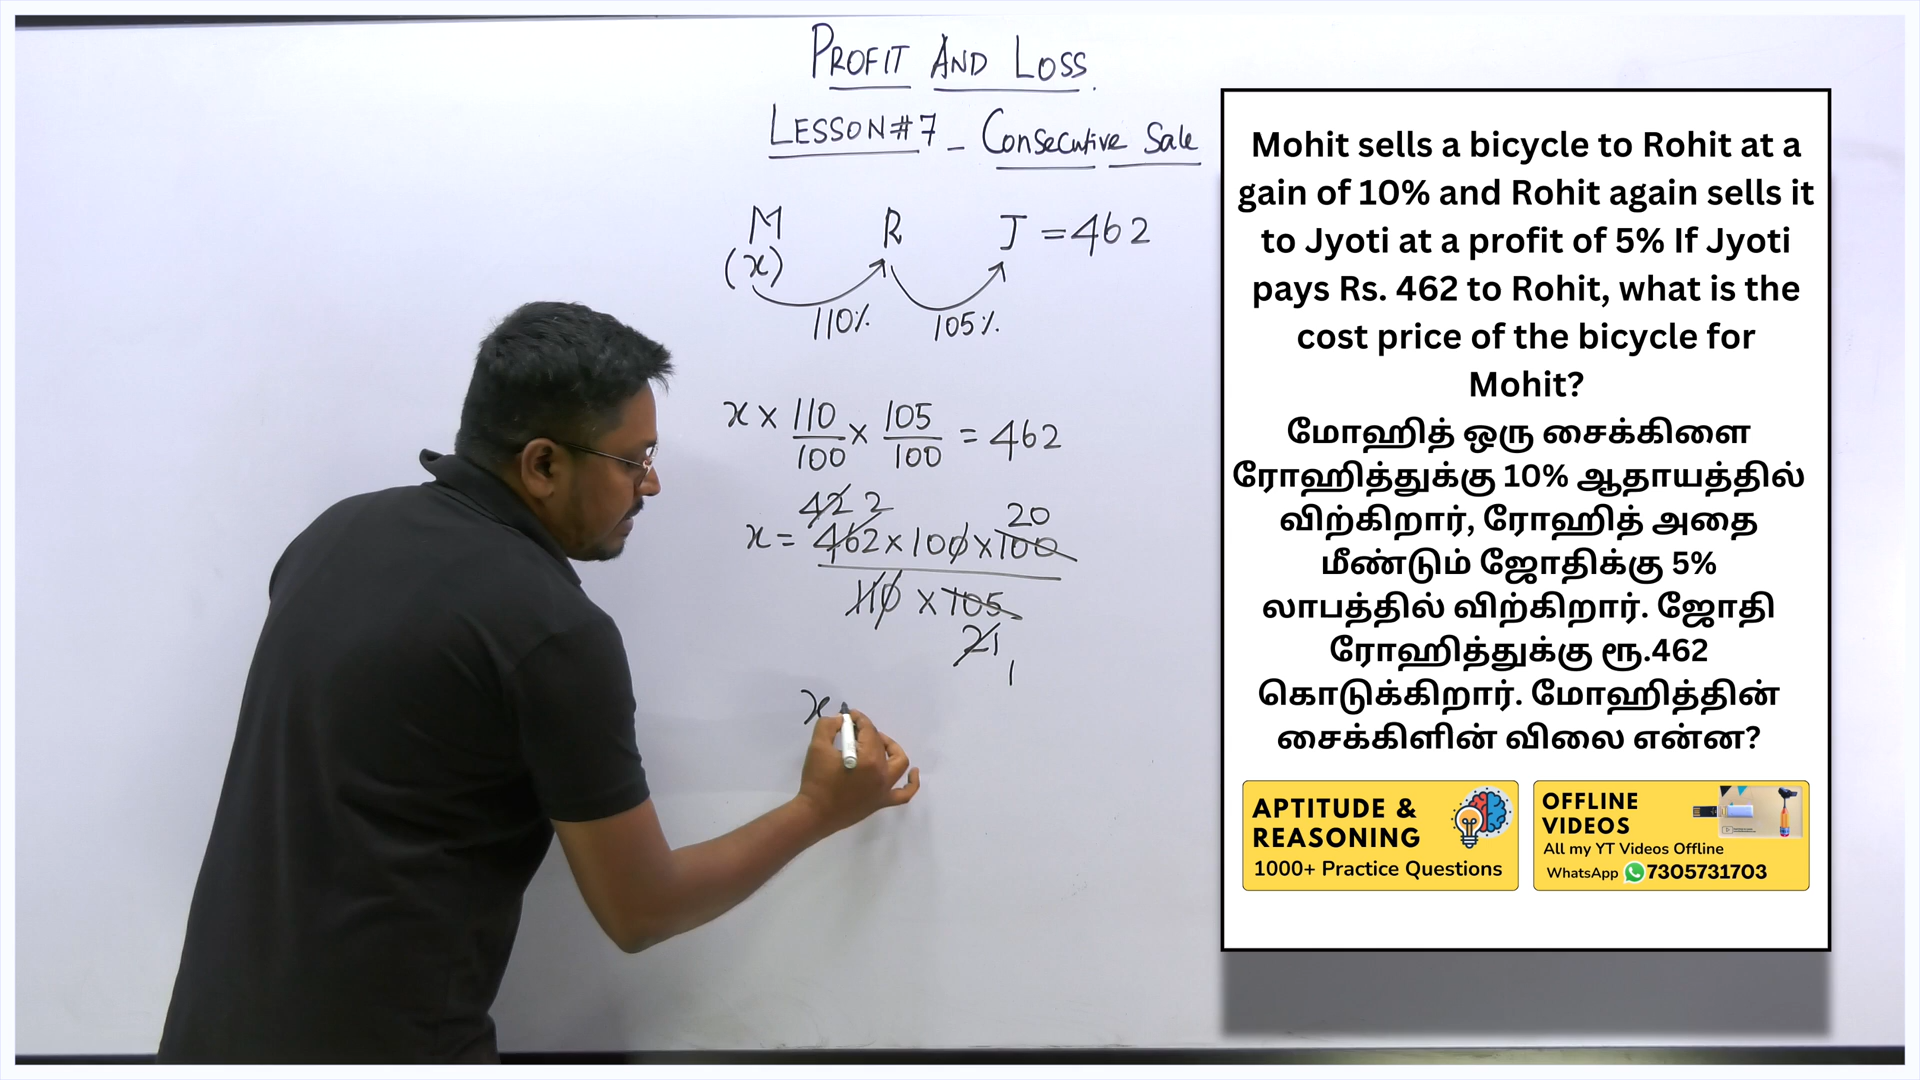 PROFIT AND LOSS.
LESSON#7 - Consecutive Sale
M R J = 462
(x)
110% 105%
x × 110/100 × 105/100 = 462
42 2 20
x = 462×100×100
110 × 105
21
1
x
Mohit sells a bicycle to Rohit at a
gain of 10% and Rohit again sells it
to Jyoti at a profit of 5% If Jyoti
pays Rs. 462 to Rohit, what is the
cost price of the bicycle for
Mohit?
மோஹித் ஒரு சைக்கிளை
ரோஹித்துக்கு 10% ஆதாயத்தில்
விற்கிறார், ரோஹித் அதை
மீண்டும் ஜோதிக்கு 5%
லாபத்தில் விற்கிறார். ஜோதி
ரோஹித்துக்கு ரூ.462
கொடுக்கிறார். மோஹித்தின்
சைக்கிளின் விலை என்ன?
APTITUDE &
REASONING
1000+ Practice Questions
OFFLINE
VIDEOS
All my YT Videos Offline
WhatsApp 7305731703